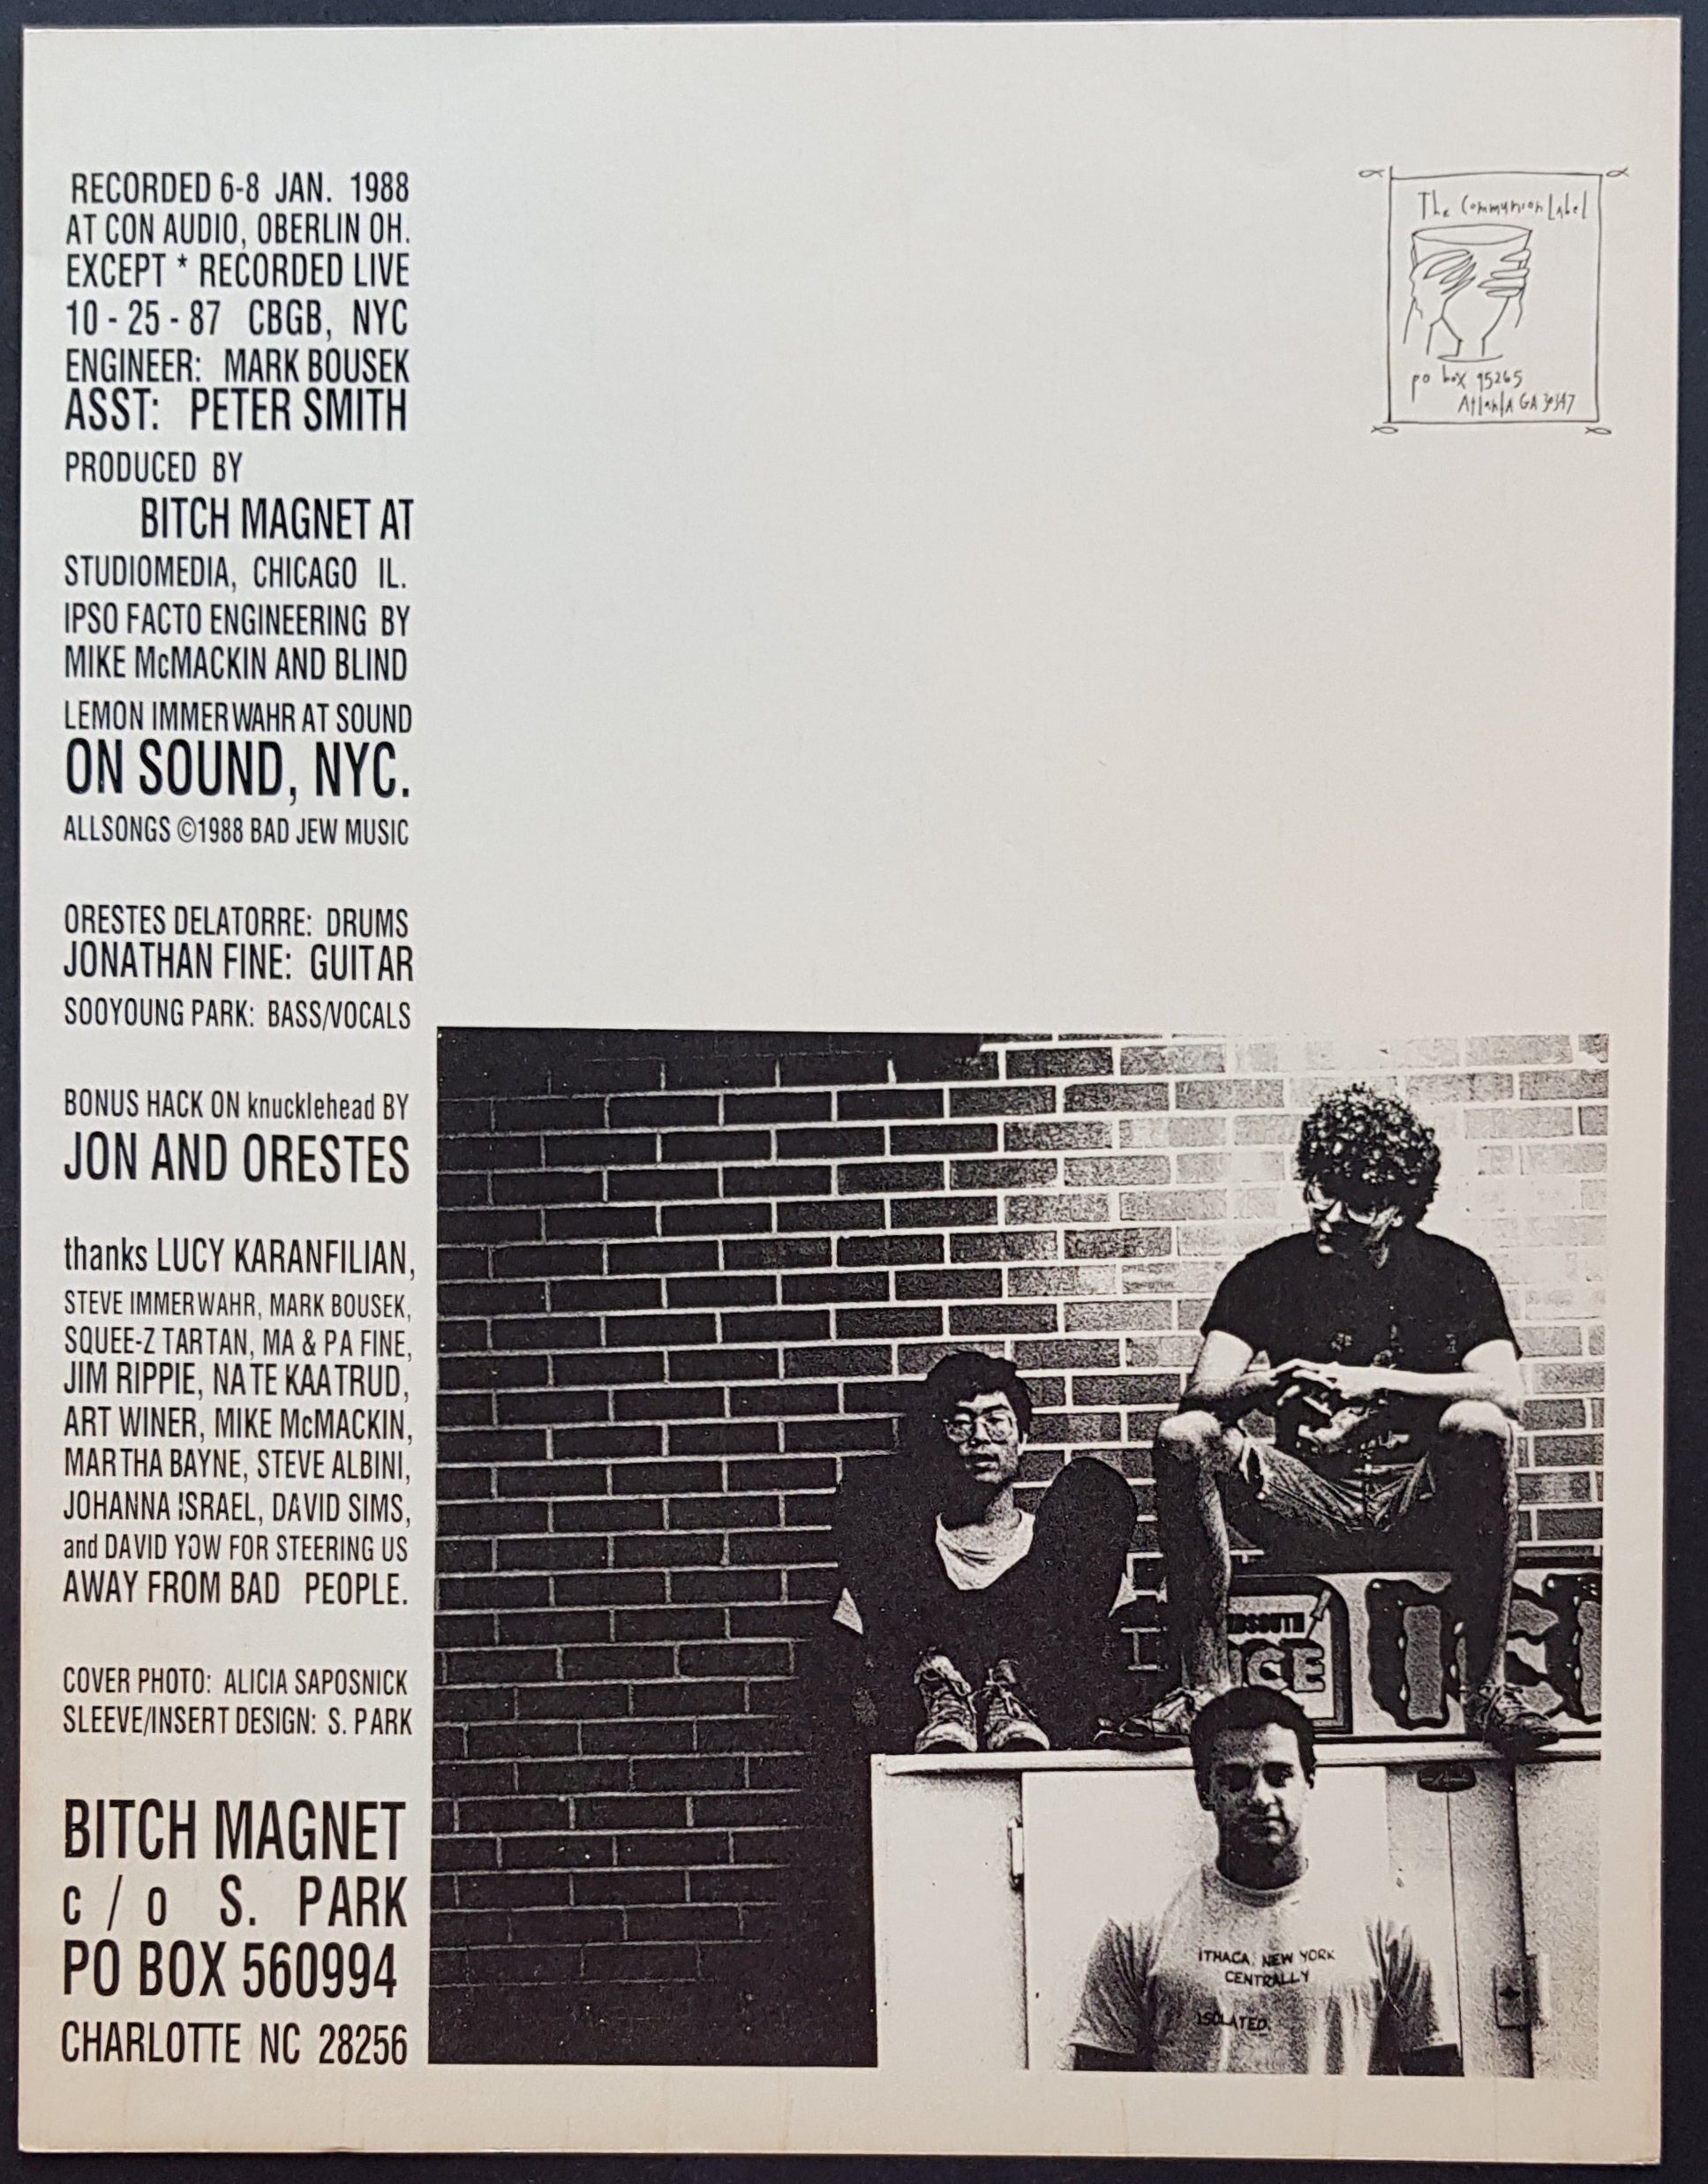 RECORDED 6-8 JAN. 1988
AT CON AUDIO, OBERLIN OH.
EXCEPT * RECORDED LIVE
10 - 25 - 87 CBGB, NYC
ENGINEER: MARK BOUSEK
ASST: PETER SMITH
PRODUCED BY
BITCH MAGNET AT
STUDIOMEDIA, CHICAGO IL.
IPSO FACTO ENGINEERING BY
MIKE McMACKIN AND BLIND
LEMON IMMERWAHR AT SOUND
ON SOUND, NYC.
ALLSONGS ©1988 BAD JEW MUSIC
ORESTES DELATORRE: DRUMS
JONATHAN FINE: GUITAR
SOOYOUNG PARK: BASS/VOCALS
BONUS HACK ON knucklehead BY
JON AND ORESTES
thanks LUCY KARANFILIAN,
STEVE IMMERWAHR, MARK BOUSEK,
SQUEE-Z TARTAN, MA & PA FINE,
JIM RIPPIE, NATE KAATRUD,
ART WINER, MIKE McMACKIN,
MARTHA BAYNE, STEVE ALBINI,
JOHANNA ISRAEL, DAVID SIMS,
and DAVID YOW FOR STEERING US
AWAY FROM BAD PEOPLE.
COVER PHOTO: ALICIA SAPOSNICK
SLEEVE/INSERT DESIGN: S. PARK
BITCH MAGNET
c / o S. PARK
PO BOX 560994
CHARLOTTE NC 28256
The Communion Label
po box 95265
Atlanta GA 30347
ICE
ITHACA, NEW YORK
CENTRALLY
ISOLATED.